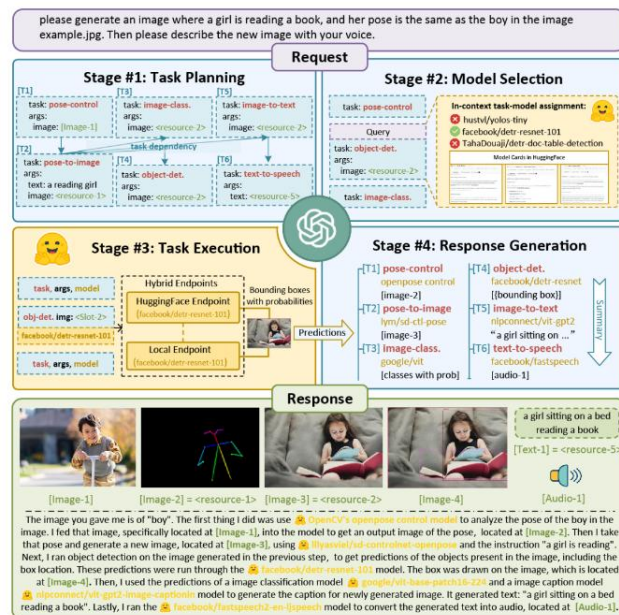 please generate an image where a girl is reading a book, and her pose is the same as the boy in the image
example.jpg. Then please describe the new image with your voice.
Request
Stage #1: Task Planning
[T1]
task: pose-control
args:
image: [Image-1]
[T3]
task: image-class.
args:
image: <resource-2>
[T5]
task: image-to-text
args:
image: <resource-2>
task dependency
[T2]
task: pose-to-image
args:
text: a reading girl
image: <resource-1>
[T4]
task: object-det.
args:
image: <resource-2>
[T6]
task: text-to-speech
args:
image: <resource-5>
Stage #2: Model Selection
task: pose-control
Query
task: object-det.
args:
image: <resource-2>
task: image-class.
In-context task-model assignment:
hustvl/yolos-tiny
facebook/detr-resnet-101
TahaDouaji/detr-doc-table-detection
Model Cards in HuggingFace
Stage #3: Task Execution
task, args, model
obj-det. img: <Slot-2>
facebook/detr-resnet-101
task, args, model
Hybrid Endpoints
HuggingFace Endpoint
(facebook/detr-resnet-101)
Local Endpoint
(facebook/detr-resnet-101)
Bounding boxes
with probabilities
Predictions
Stage #4: Response Generation
[T1] pose-control
openpose control
[image-2]
[T2] pose-to-image
lym/sd-ctl-pose
[image-3]
[T3] image-class.
google/vit
[classes with prob]
[T4] object-det.
facebook/detr-resnet
[[bounding box]]
[T5] image-to-text
nlpconnect/vit-gpt2
"a girl sitting on ..."
[T6] text-to-speech
facebook/fastspeech
[audio-1]
Summary
Response
a girl sitting on a bed
reading a book
[Text-1] = <resource-5>
[Image-1]
[Image-2] = <resource-1>
[Image-3] = <resource-2>
[Image-4]
[Audio-1]
The image you gave me is of "boy". The first thing I did was use OpenCV's openpose control model to analyze the pose of the boy in the
image. I fed that image, specifically located at [Image-1], into the model to get an output image of the pose, located at [Image-2]. Then I take
that pose and generate a new image, located at [Image-3], using lllyasviel/sd-controlnet-openpose and the instruction "a girl is reading".
Next, I ran object detection on the image generated in the previous step, to get predictions of the objects present in the image, including the
box location. These predictions were run through the facebook/detr-resnet-101 model. The box was drawn on the image, which is located
at [Image-4]. Then, I used the predictions of a image classification model google/vit-base-patch16-224 and a image caption model
nlpconnect/vit-gpt2-image-captionin model to generate the caption for newly generated image. It generated text: "a girl sitting on a bed
reading a book". Lastly, I ran the facebook/fastspeech2-en-ljspeech model to convert the generated text into audio, located at [Audio-1].